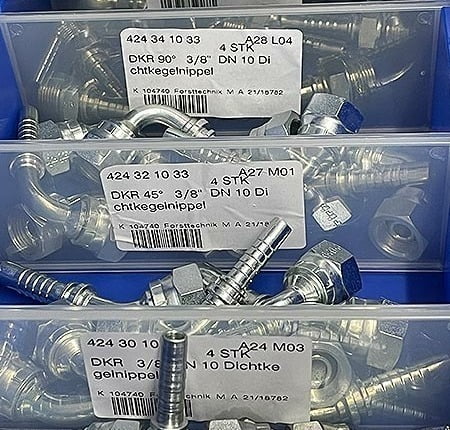 424 34 10 33 A28 L04
4 STK
DKR 90° 3/8" DN 10 Di
chtkegelnippel
K 104740 Forsttechnik M A 21/18782
424 32 10 33 A27 M01
4 STK
DKR 45° 3/8" DN 10 Di
chtkegelnippel
K 104740 Forsttechnik M A 21/18
424 30 10 A24 M03
4 STK
DKR 3/8 N 10 Dichtke
gelnippel
K 104740 Forsttechnik M A 21/18782